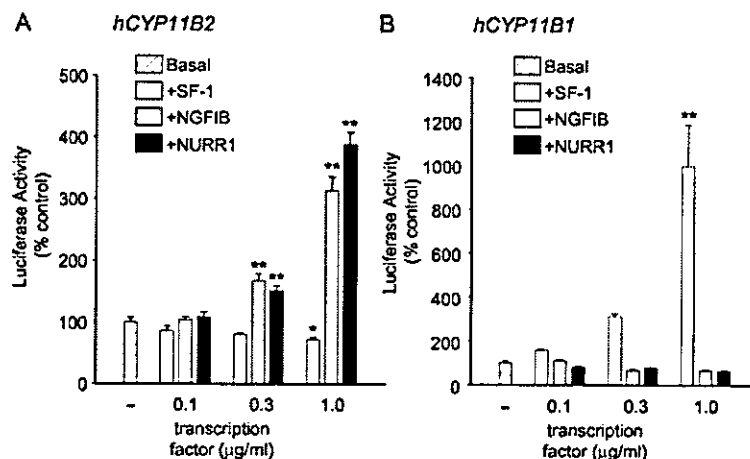 A
hCYP11B2
Basal
+SF-1
+NGFIB
+NURR1
Luciferase Activity
(% control)
500
400
300
200
100
0
**
**
*
**
**
-
0.1
0.3
1.0
transcription
factor (µg/ml)
B
hCYP11B1
Basal
+SF-1
+NGFIB
+NURR1
Luciferase Activity
(% control)
1400
1200
1000
800
600
400
200
0
*
**
-
0.1
0.3
1.0
transcription
factor (µg/ml)